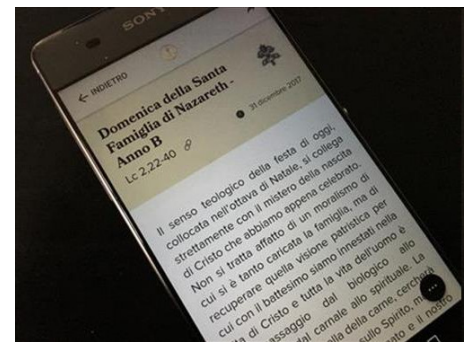 SONY
← INDIETRO
Domenica della Santa
Famiglia di Nazareth -
Anno B
Lc 2,22-40
31 dicembre 2017
Il senso teologico della festa di oggi,
collocata nell'ottava di Natale, si collega
strettamente con il mistero della nascita
di Cristo che abbiamo appena celebrato.
Non si tratta affatto di un moralismo di
cui si è tanto caricata la famiglia, ma di
recuperare quella visione patristica per
cui con il battesimo siamo innestati nella
di Cristo e tutta la vita dell'uomo è
passaggio dal biologico allo
dal carnale allo spirituale. La
della carne, cercherà
sullo Spirito,
e il nostro